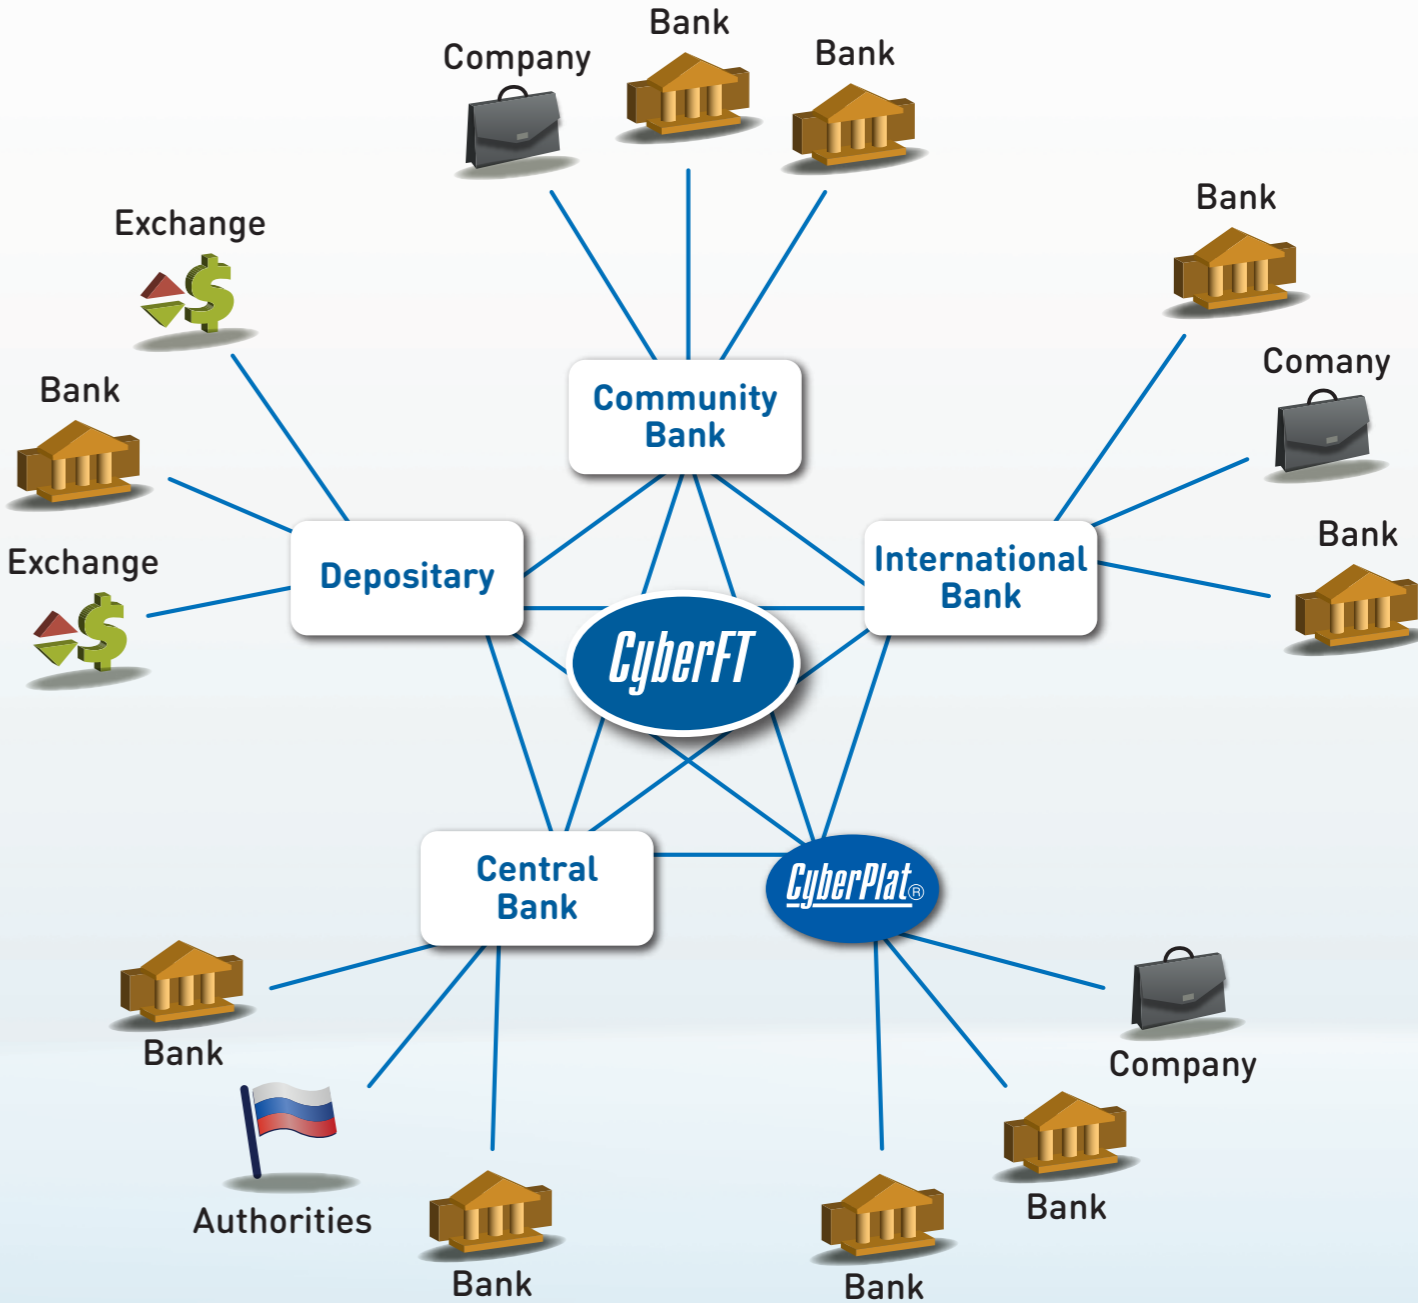 Bank
Company
Bank
Bank
Exchange
Comany
Bank
Community
Bank
Bank
Exchange
International
Bank
Depositary
CyberFT
Central
Bank
CyberPlat®
Bank
Company
Authorities
Bank
Bank
Bank